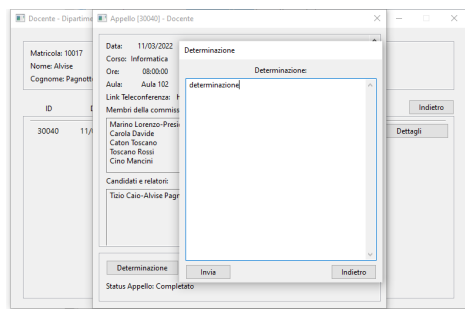 Docente - Dipartime
Matricola: 10017
Nome: Alvise
Cognome: Pagnott
Indietro
ID
30040 11/
Dettagli
Appello [30040] - Docente
Data: 11/03/2022
Corso: Informatica
Ore: 08:00:00
Aula: Aula 102
Link Teleconferenza:
Membri della commiss
Marino Lorenzo-Presi
Carola Davide
Caton Toscano
Toscano Rossi
Cino Mancini
Candidati e relatori:
Tizio Caio-Alvise Pagr
Determinazione
Status Appello: Completato
Determinazione
Determinazione:
determinazione
Invia
Indietro